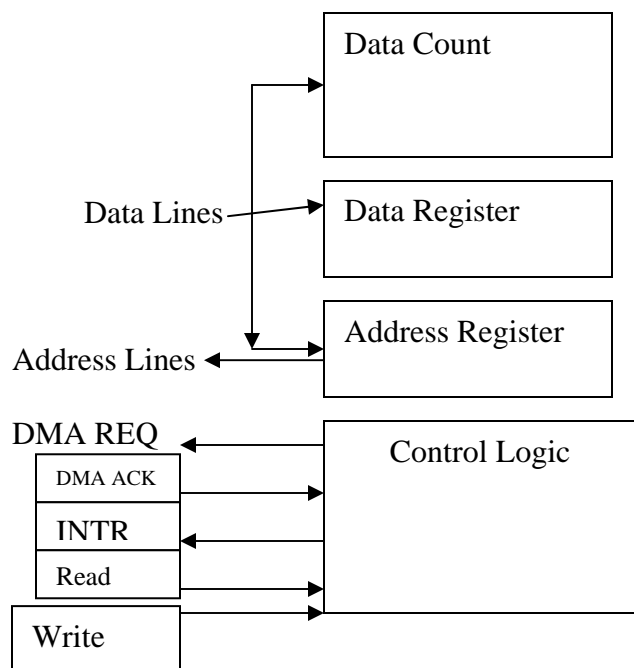 Data Count
Data Lines
Data Register
Address Register
Address Lines
DMA REQ
Control Logic
DMA ACK
INTR
Read
Write